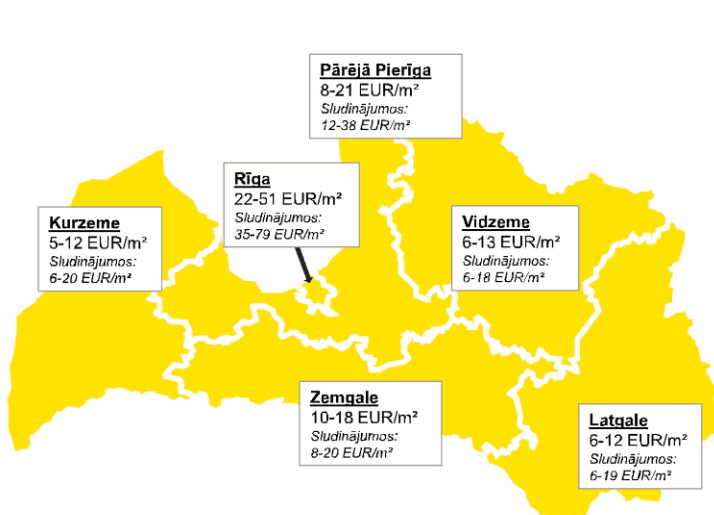 Pārējā Pierīga
8-21 EUR/m²
Sludinājumos:
12-38 EUR/m²
Rīga
22-51 EUR/m²
Sludinājumos:
35-79 EUR/m²
Kurzeme
5-12 EUR/m²
Sludinājumos:
6-20 EUR/m²
Vidzeme
6-13 EUR/m²
Sludinājumos:
6-18 EUR/m²
Zemgale
10-18 EUR/m²
Sludinājumos:
8-20 EUR/m²
Latgale
6-12 EUR/m²
Sludinājumos:
6-19 EUR/m²